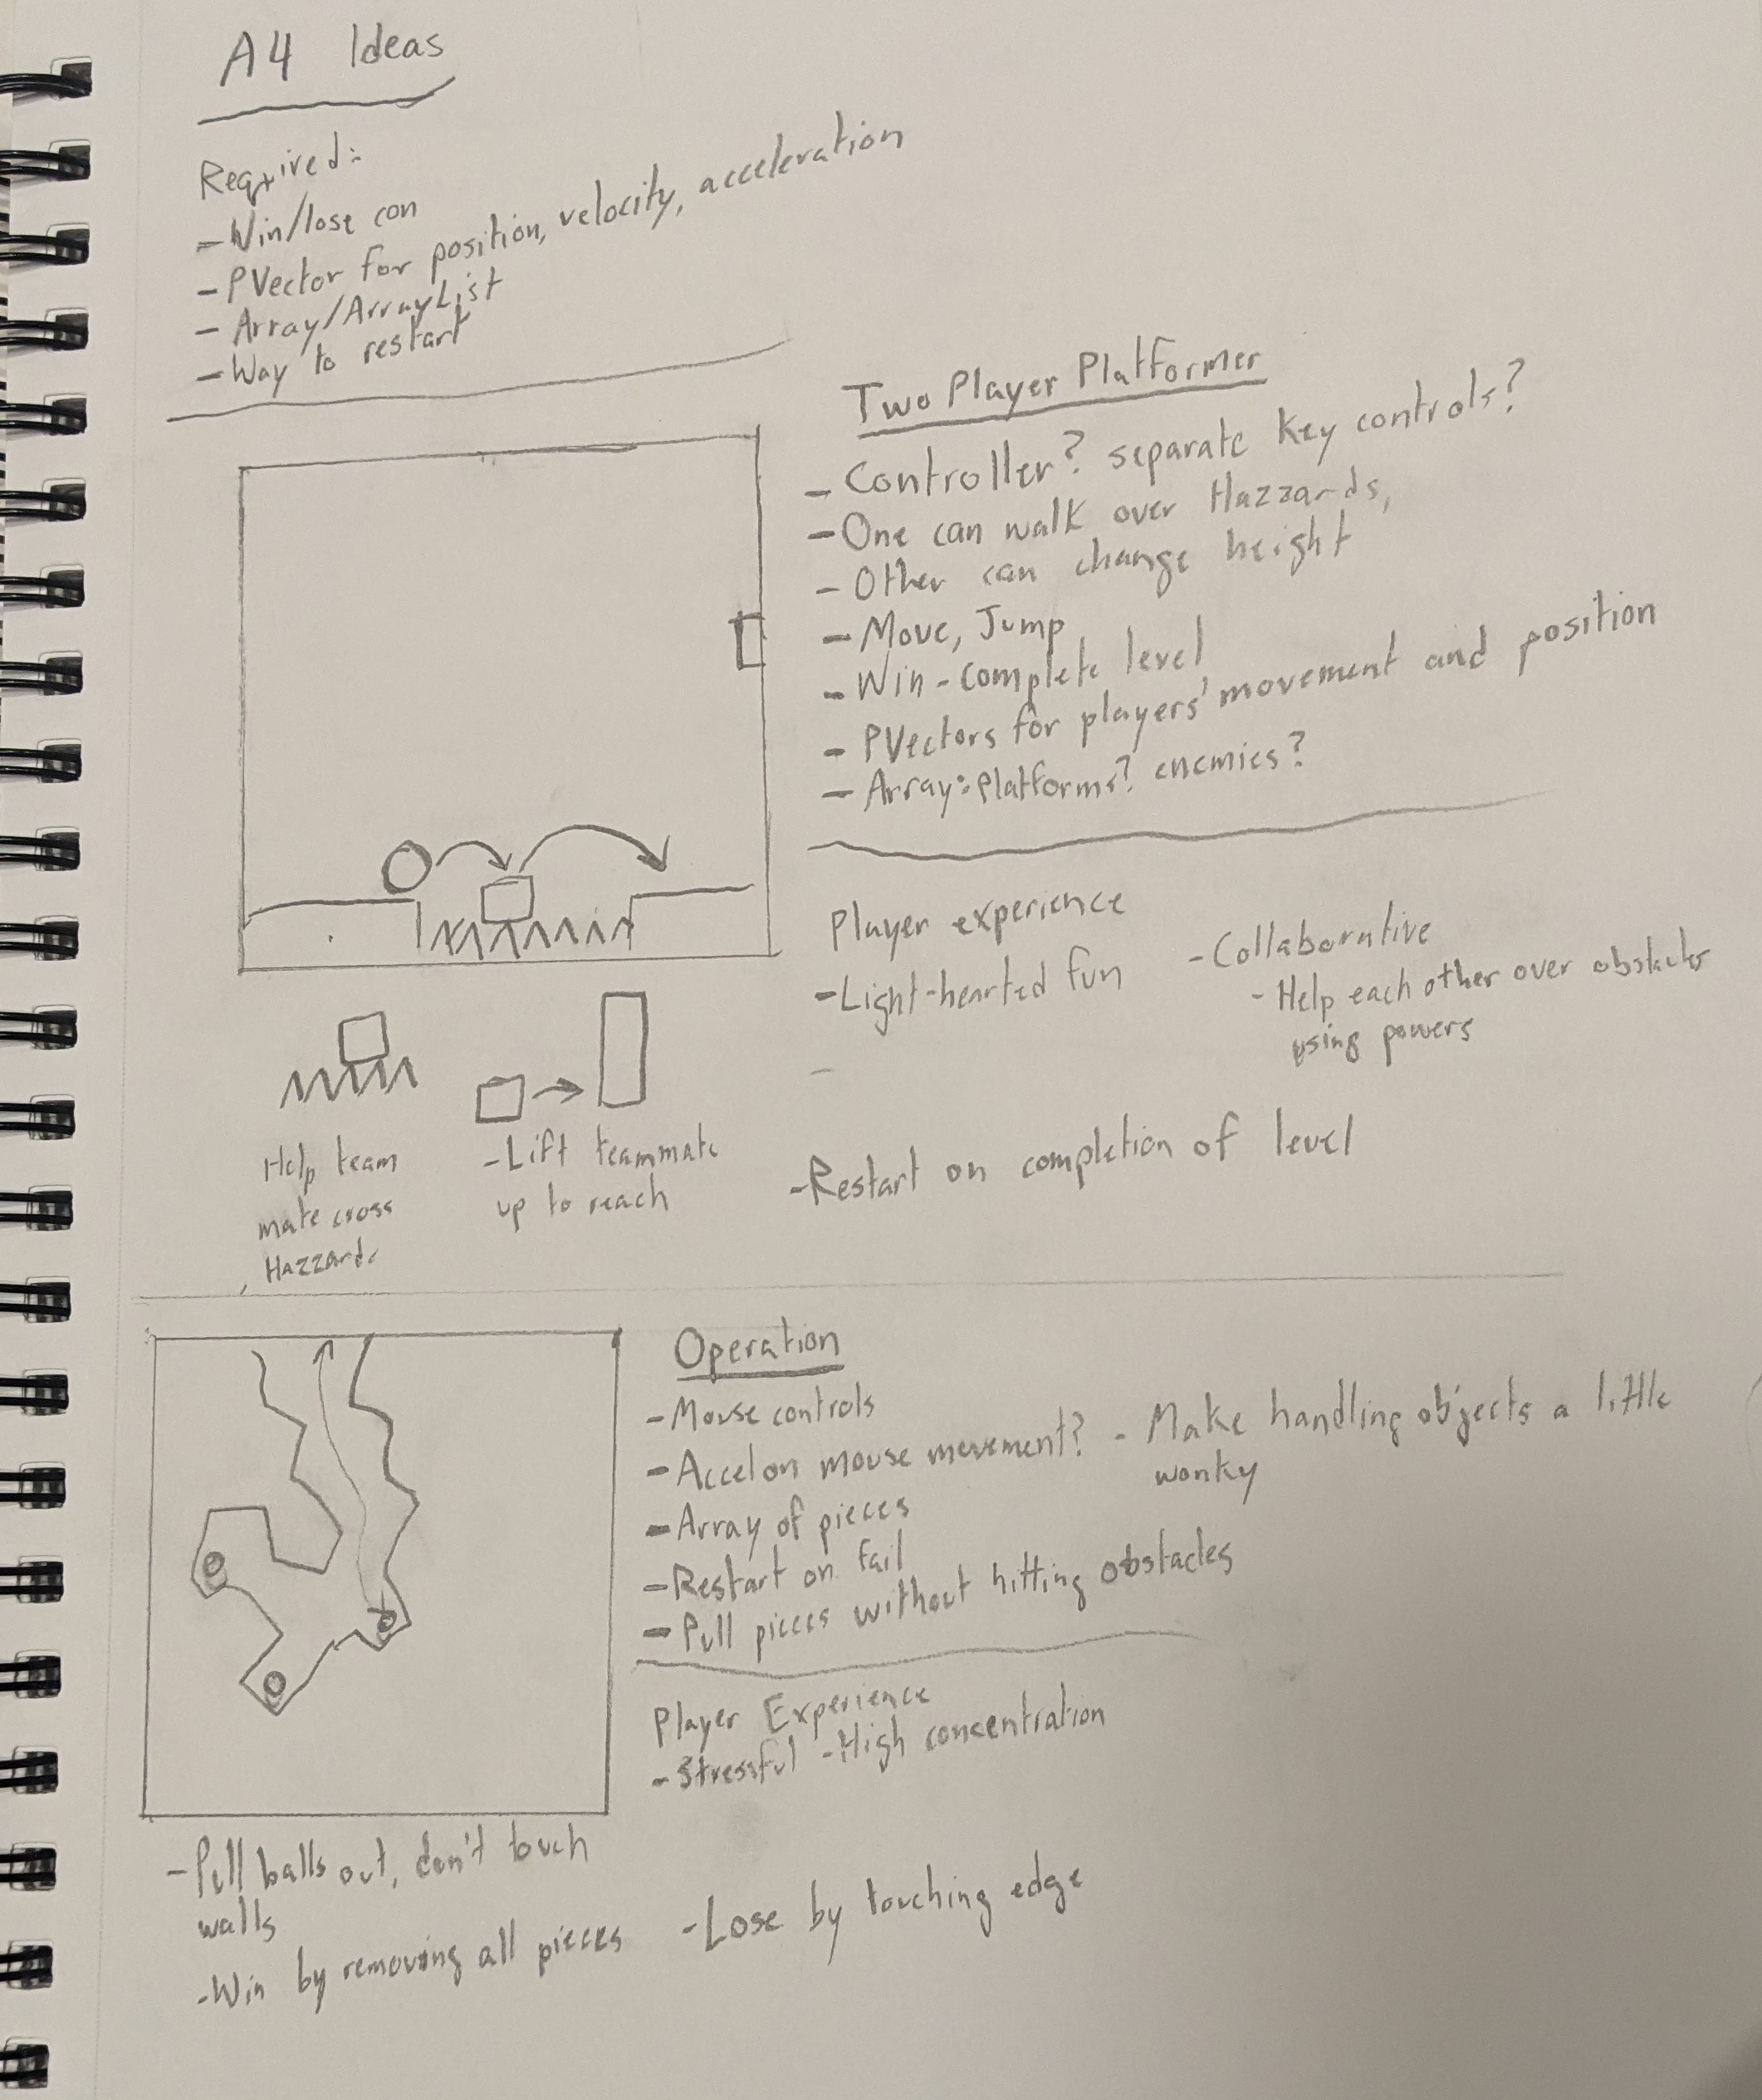 A4 Ideas
Required:
- Win/lose con
- PVector for position, velocity, acceleration
- Array/ArrayList
- Way to restart
Two Player Platformer
- Controller? separate key controls?
- One can walk over Hazzards,
- Other can change height
- Move, Jump
- Win - complete level
- PVectors for players' movement and position
- Array: Platforms? enemies?
Player experience
- Light-hearted fun
- Collaborative
- Help each other over obstacles
using powers
-
Help team
mate cross
Hazzards
- Lift teammate
up to reach
- Restart on completion of level
Operation
- Mouse controls
- Accel on mouse movement? - Make handling objects a little
wonky
- Array of pieces
- Restart on fail
- Pull pieces without hitting obstacles
Player Experience
- Stressful - High concentration
- Pull balls out, don't touch
walls
- Win by removing all pieces - Lose by touching edge